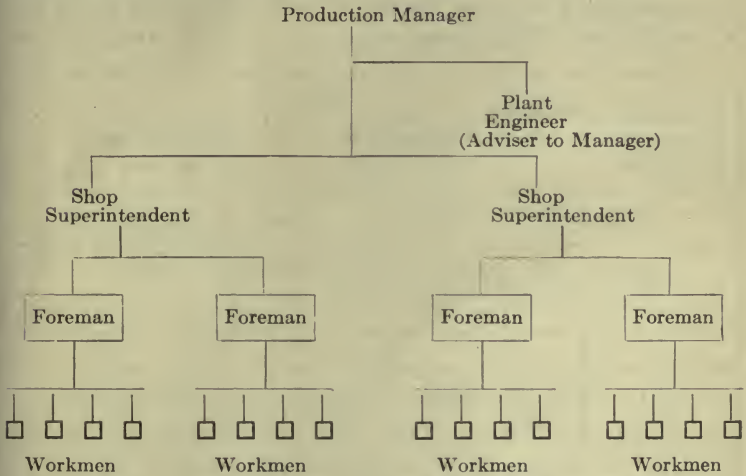 Production Manager
Plant
Engineer
(Adviser to Manager)
Shop
Superintendent
Shop
Superintendent
Foreman
Foreman
Foreman
Foreman
Workmen
Workmen
Workmen
Workmen